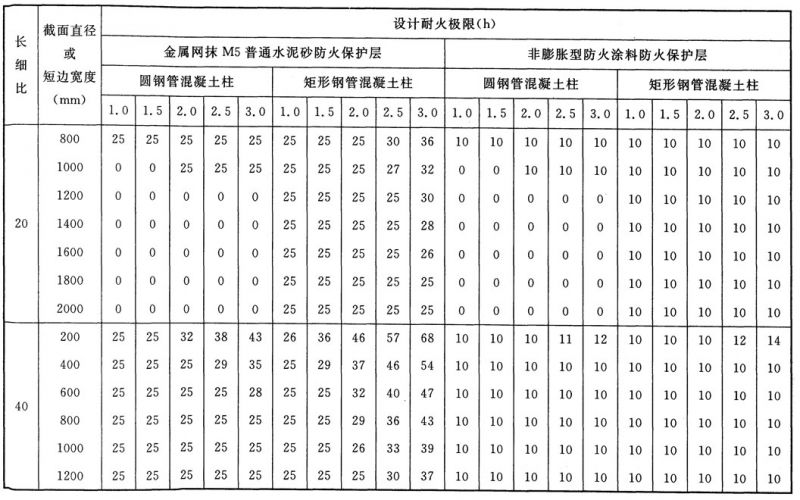 长细比 截面直径或短边宽度(mm) 设计耐火极限(h)
金属网抹 M5 普通水泥砂防火保护层 非膨胀型防火涂料防火保护层
圆钢管混凝土柱 矩形钢管混凝土柱 圆钢管混凝土柱 矩形钢管混凝土柱
1.0 1.5 2.0 2.5 3.0 1.0 1.5 2.0 2.5 3.0 1.0 1.5 2.0 2.5 3.0 1.0 1.5 2.0 2.5 3.0
20 800 25 25 25 25 25 25 25 25 30 36 10 10 10 10 10 10 10 10 10 10
1000 0 0 25 25 25 25 25 25 27 32 0 0 10 10 10 10 10 10 10 10
1200 0 0 0 0 0 25 25 25 25 30 0 0 0 0 0 10 10 10 10 10
1400 0 0 0 0 0 25 25 25 25 28 0 0 0 0 0 10 10 10 10 10
1600 0 0 0 0 0 25 25 25 25 26 0 0 0 0 0 10 10 10 10 10
1800 0 0 0 0 0 25 25 25 25 25 0 0 0 0 0 10 10 10 10 10
2000 0 0 0 0 0 25 25 25 25 25 0 0 0 0 0 10 10 10 10 10
40 200 25 25 32 38 43 26 36 46 57 68 10 10 10 11 12 10 10 10 12 14
400 25 25 25 29 35 25 29 37 46 54 10 10 10 10 10 10 10 10 10 10
600 25 25 25 25 28 25 25 32 40 47 10 10 10 10 10 10 10 10 10 10
800 25 25 25 25 25 25 25 29 36 43 10 10 10 10 10 10 10 10 10 10
1000 25 25 25 25 25 25 25 26 33 39 10 10 10 10 10 10 10 10 10 10
1200 25 25 25 25 25 25 25 25 30 37 10 10 10 10 10 10 10 10 10 10